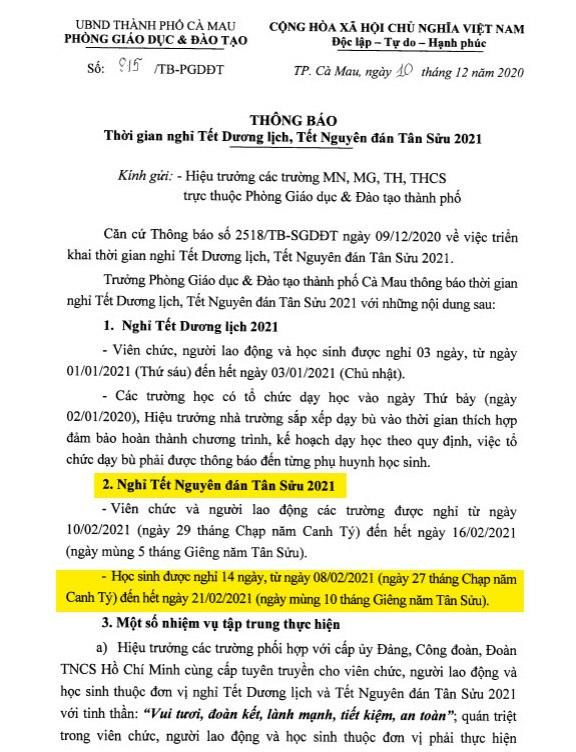 UBND THÀNH PHỐ CÀ MAU
PHÒNG GIÁO DỤC & ĐÀO TẠO
CỘNG HÒA XÃ HỘI CHỦ NGHĨA VIỆT NAM
Độc lập – Tự do – Hạnh phúc
Số: 915 /TB-PGDĐT
TP. Cà Mau, ngày 10 tháng 12 năm 2020
THÔNG BÁO
Thời gian nghỉ Tết Dương lịch, Tết Nguyên đán Tân Sửu 2021
Kính gửi: - Hiệu trưởng các trường MN, MG, TH, THCS
trực thuộc Phòng Giáo dục & Đào tạo thành phố
Căn cứ Thông báo số 2518/TB-SGDĐT ngày 09/12/2020 về việc triển
khai thời gian nghỉ Tết Dương lịch, Tết Nguyên đán Tân Sửu 2021.
Trưởng Phòng Giáo dục & Đào tạo thành phố Cà Mau thông báo thời gian
nghỉ Tết Dương lịch, Tết Nguyên đán Tân Sửu 2021 với những nội dung sau:
1. Nghỉ Tết Dương lịch 2021
- Viên chức, người lao động và học sinh được nghỉ 03 ngày, từ ngày
01/01/2021 (Thứ sáu) đến hết ngày 03/01/2021 (Chủ nhật).
- Các trường học có tổ chức dạy học vào ngày Thứ bảy (ngày
02/01/2020), Hiệu trưởng nhà trường sắp xếp dạy bù vào thời gian thích hợp
đảm bảo hoàn thành chương trình, kế hoạch dạy học theo quy định, việc tổ
chức dạy bù phải được thông báo đến từng phụ huynh học sinh.
2. Nghỉ Tết Nguyên đán Tân Sửu 2021
- Viên chức và người lao động các trường được nghỉ từ ngày
10/02/2021 (ngày 29 tháng Chạp năm Canh Tý) đến hết ngày 16/02/2021
(ngày mùng 5 tháng Giêng năm Tân Sửu).
- Học sinh được nghỉ 14 ngày, từ ngày 08/02/2021 (ngày 27 tháng Chạp năm
Canh Tý) đến hết ngày 21/02/2021 (ngày mùng 10 tháng Giêng năm Tân Sửu).
3. Một số nhiệm vụ tập trung thực hiện
a) Hiệu trưởng các trường phối hợp với cấp ủy Đảng, Công đoàn, Đoàn
TNCS Hồ Chí Minh cùng cấp tuyên truyền cho viên chức, người lao động và
học sinh thuộc đơn vị nghỉ Tết Dương lịch và Tết Nguyên đán Tân Sửu 2021
với tinh thần: “Vui tươi, đoàn kết, lành mạnh, tiết kiệm, an toàn”; quán triệt
trong viên chức, người lao động và học sinh thuộc đơn vị phải thực hiện